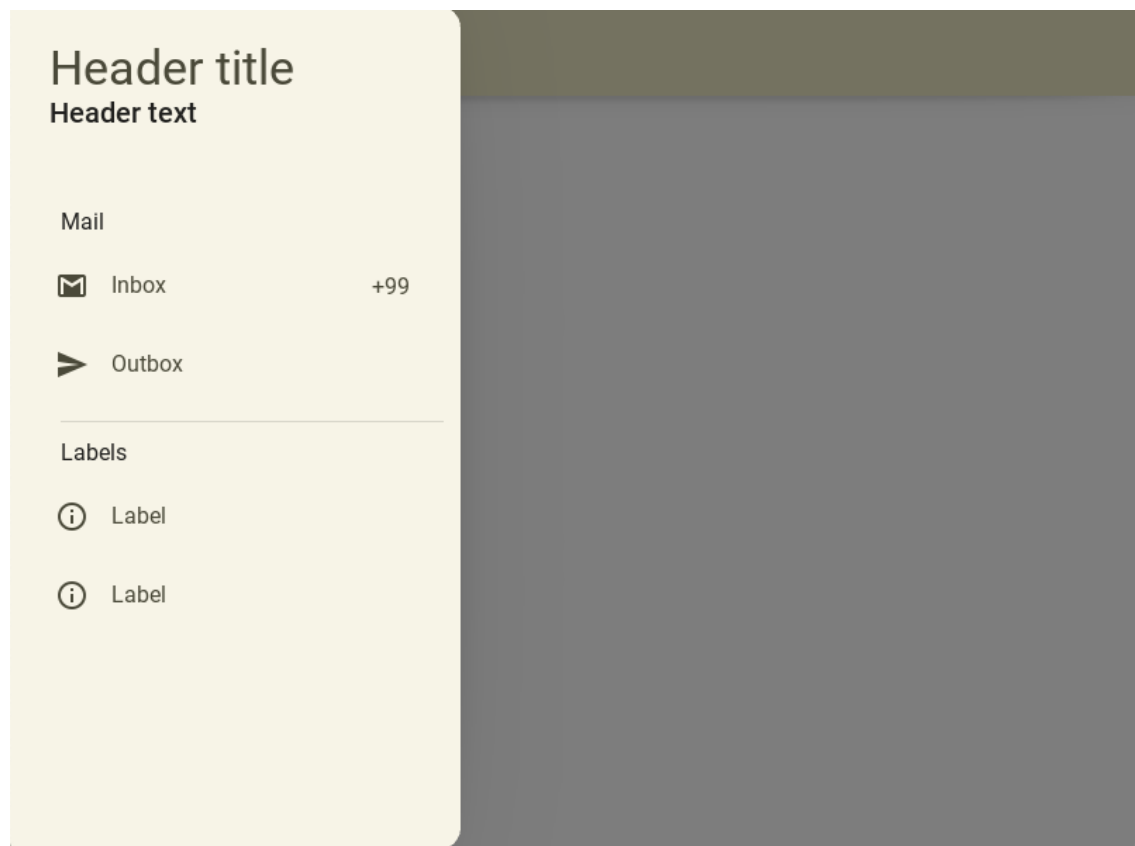 Header title
Header text
Mail
Inbox +99
Outbox
Labels
Label
Label